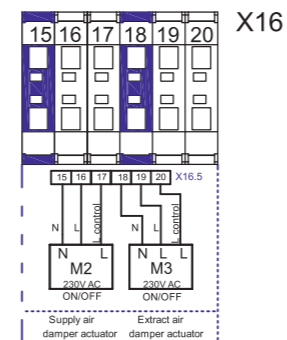 X16
15 16 17 18 19 20
15 16 17 18 19 20 X16.5
N L L control N L L control
N L N L L
M2 M3
230V AC 230V AC
ON/OFF ON/OFF
Supply air Extract air
damper actuator damper actuator